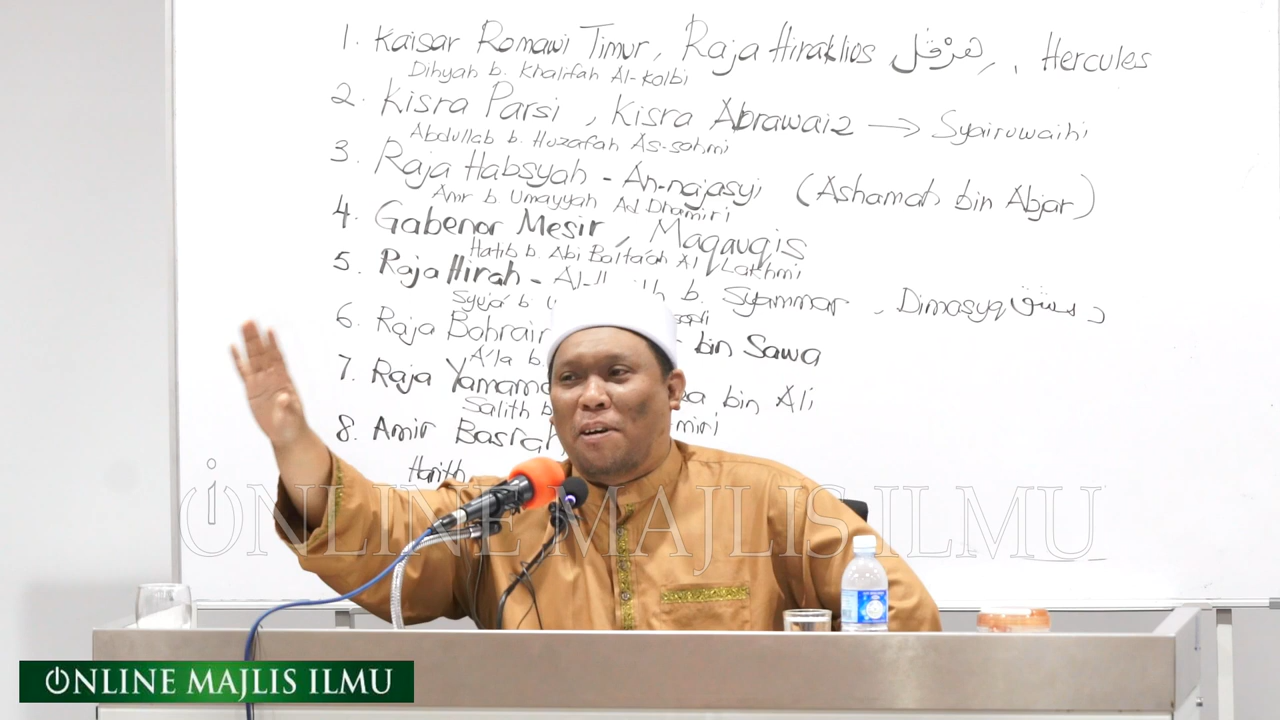 1. Kaisar Romawi Timur, Raja Hiraklios هِرَقْل, Hercules
Dihyah b. Khalifah Al-Kalbi
2. Kisra Parsi, Kisra Abrawaiz → Syairuwaihi
Abdullah b. Huzafah As-sahmi
3. Raja Habsyah - An-najasyi (Ashamah bin Abjar)
Amr b. Umayyah Ad Dhamiri
4. Gabenor Mesir, Maqauqis
Hatib b. Abi Balta'ah Al Lakhmi
5. Raja Hirah - b. Syammar, Dimasyq دمشق
Syuja' b.
6. Raja Bahrain bin Sawa
A'la b.
7. Raja Yamama bin Ali
Salith b.
8. Amir Basrah
Harith
ONLINE MAJLIS ILMU
ONLINE MAJLIS ILMU